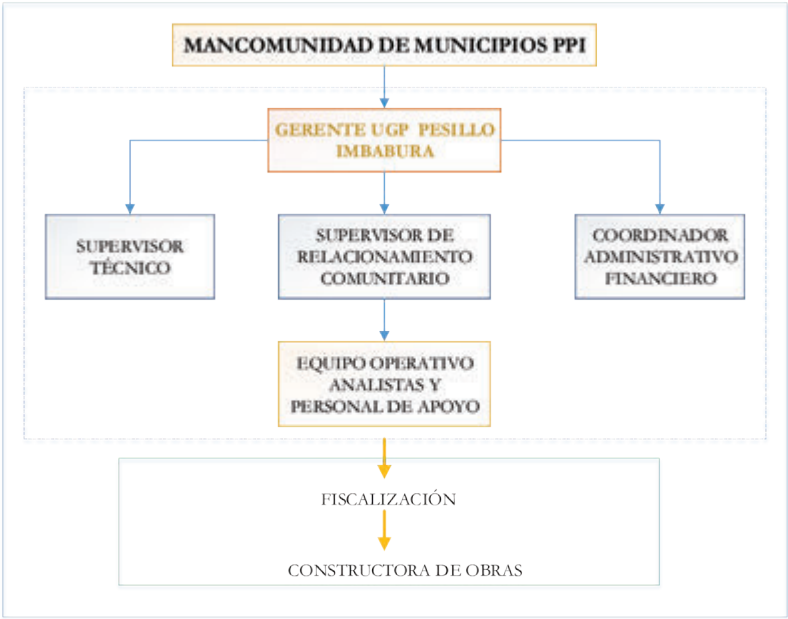 MANCOMUNIDAD DE MUNICIPIOS PPI
GERENTE UGP PESILLO
IMBABURA
SUPERVISOR
TÉCNICO
SUPERVISOR DE
RELACIONAMIENTO
COMUNITARIO
COORDINADOR
ADMINISTRATIVO
FINANCIERO
EQUIPO OPERATIVO
ANALISTAS Y
PERSONAL DE APOYO
FISCALIZACIÓN
CONSTRUCTORA DE OBRAS